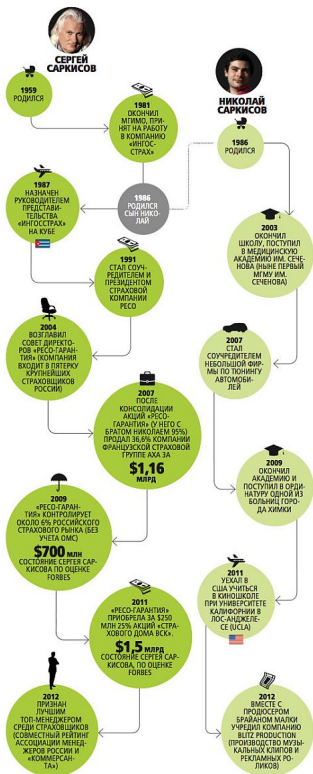 СЕРГЕЙ
САРКИСОВ
1959
РОДИЛСЯ
1981
ОКОНЧИЛ
МГИМО, ПРИ-
НЯТ НА РАБОТУ
В КОМПАНИЮ
«ИНГОС-
СТРАХ»
1986
РОДИЛСЯ
СЫН НИКО-
ЛАЙ
1987
НАЗНАЧЕН
РУКОВОДИТЕЛЕМ
ПРЕДСТАВИ-
ТЕЛЬСТВА
«ИНГОССТРАХ»
НА КУБЕ
1991
СТАЛ СОУЧ-
РЕДИТЕЛЕМ И
ПРЕЗИДЕНТОМ
СТРАХОВОЙ
КОМПАНИИ
РЕСО
2004
ВОЗГЛАВИЛ
СОВЕТ ДИРЕКТО-
РОВ «РЕСО-ГАРАН-
ТИЯ» (КОМПАНИЯ
ВХОДИТ В ПЯТЕРКУ
КРУПНЕЙШИХ
СТРАХОВЩИКОВ
РОССИИ)
2007
ПОСЛЕ
КОНСОЛИДАЦИИ
АКЦИЙ «РЕСО-
ГАРАНТИЯ» (У НЕГО С
БРАТОМ НИКОЛАЕМ 95%)
ПРОДАЛ 36,6% КОМПАНИИ
ФРАНЦУЗСКОЙ СТРАХОВОЙ
ГРУППЕ АХА ЗА
$1,16
МЛРД
2009
«РЕСО-ГАРАН-
ТИЯ» КОНТРОЛИРУЕТ
ОКОЛО 6% РОССИЙСКОГО
СТРАХОВОГО РЫНКА (БЕЗ
УЧЕТА ОМС)
$700 МЛН
СОСТОЯНИЕ СЕРГЕЯ САР-
КИСОВА ПО ОЦЕНКЕ
FORBES
2011
«РЕСО-ГАРАНТИЯ»
ПРИОБРЕЛА ЗА $250
МЛН 25% АКЦИЙ «СТРА-
ХОВОГО ДОМА ВСК».
$1,5 МЛРД
СОСТОЯНИЕ СЕРГЕЯ САРКИ-
СОВА, ПО ОЦЕНКЕ
FORBES
2012
ПРИЗНАН
ЛУЧШИМ
ТОП-МЕНЕДЖЕРОМ
СРЕДИ СТРАХОВЩИКОВ
(СОВМЕСТНЫЙ РЕЙТИНГ
АССОЦИАЦИИ МЕНЕД-
ЖЕРОВ РОССИИ И
«КОММЕРСАН-
ТА»)
НИКОЛАЙ
САРКИСОВ
1986
РОДИЛСЯ
2003
ОКОНЧИЛ
ШКОЛУ, ПОСТУПИЛ
В МЕДИЦИНСКУЮ
АКАДЕМИЮ ИМ. СЕЧЕ-
НОВА (НЫНЕ ПЕРВЫЙ
МГМУ ИМ.
СЕЧЕНОВА)
2007
СТАЛ
СОУЧРЕДИТЕЛЕМ
НЕБОЛЬШОЙ ФИР-
МЫ ПО ТЮНИНГУ
АВТОМОБИ-
ЛЕЙ
2009
ОКОНЧИЛ
АКАДЕМИЮ И
ПОСТУПИЛ В ОРДИ-
НАТУРУ ОДНОЙ ИЗ
БОЛЬНИЦ ГОРО-
ДА ХИМКИ
2011
УЕХАЛ В
США УЧИТЬСЯ
В КИНОШКОЛЕ
ПРИ УНИВЕРСИТЕТЕ
КАЛИФОРНИИ В
ЛОС-АНДЖЕЛЕ-
СЕ (UCLA)
2012
ВМЕСТЕ С
ПРОДЮСЕРОМ
БРАЙАНОМ МАЛКИ
УЧРЕДИЛ КОМПАНИЮ
BLITZ PRODUCTION
(ПРОИЗВОДСТВО МУЗЫ-
КАЛЬНЫХ КЛИПОВ И
РЕКЛАМНЫХ РО-
ЛИКОВ)